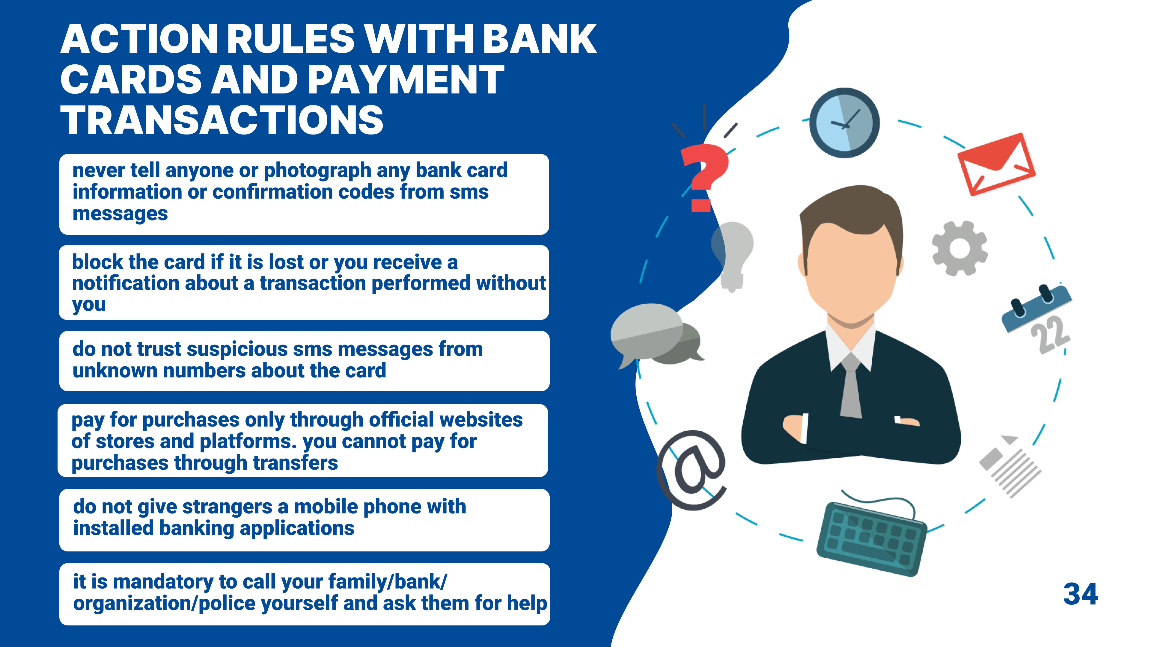 ACTION RULES WITH BANK
CARDS AND PAYMENT
TRANSACTIONS
never tell anyone or photograph any bank card
information or confirmation codes from sms
messages
block the card if it is lost or you receive a
notification about a transaction performed without
you
do not trust suspicious sms messages from
unknown numbers about the card
pay for purchases only through official websites
of stores and platforms. you cannot pay for
purchases through transfers
do not give strangers a mobile phone with
installed banking applications
it is mandatory to call your family/bank/
organization/police yourself and ask them for help
?
22
@
34